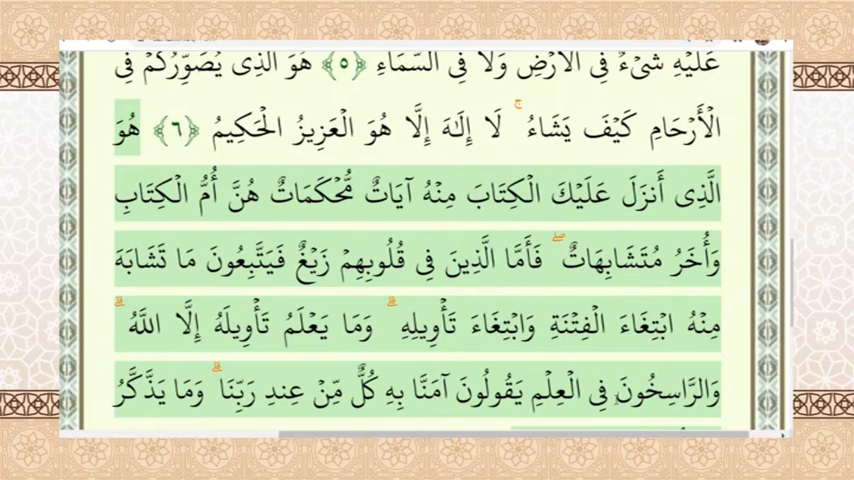 عَلَيْهِ شَيْءٌ فِي الْأَرْضِ وَلَا فِي السَّمَاءِ ﴿٥﴾ هُوَ الَّذِي يُصَوِّرُكُمْ فِي
الْأَرْحَامِ كَيْفَ يَشَاءُ ۚ لَا إِلَٰهَ إِلَّا هُوَ الْعَزِيزُ الْحَكِيمُ ﴿٦﴾ هُوَ
الَّذِي أَنزَلَ عَلَيْكَ الْكِتَابَ مِنْهُ آيَاتٌ مُّحْكَمَاتٌ هُنَّ أُمُّ الْكِتَابِ
وَأُخَرُ مُتَشَابِهَاتٌ ۖ فَأَمَّا الَّذِينَ فِي قُلُوبِهِمْ زَيْغٌ فَيَتَّبِعُونَ مَا تَشَابَهَ
مِنْهُ ابْتِغَاءَ الْفِتْنَةِ وَابْتِغَاءَ تَأْوِيلِهِ ۗ وَمَا يَعْلَمُ تَأْوِيلَهُ إِلَّا اللَّهُ ۗ
وَالرَّاسِخُونَ فِي الْعِلْمِ يَقُولُونَ آمَنَّا بِهِ كُلٌّ مِّنْ عِندِ رَبِّنَا ۗ وَمَا يَذَّكَّرُ